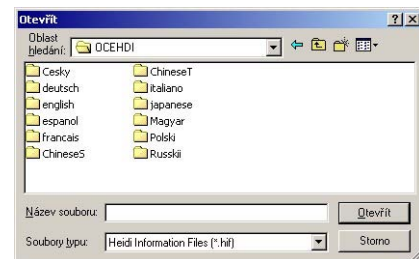 Otevřít
Oblast hledání: OCEHDI
Cesky ChineseT
deutsch italiano
english japanese
espanol Magyar
francais Polski
ChineseS Russkii
Název souboru: Otevřít
Soubory typu: Heidi Information Files (*.hif) Storno